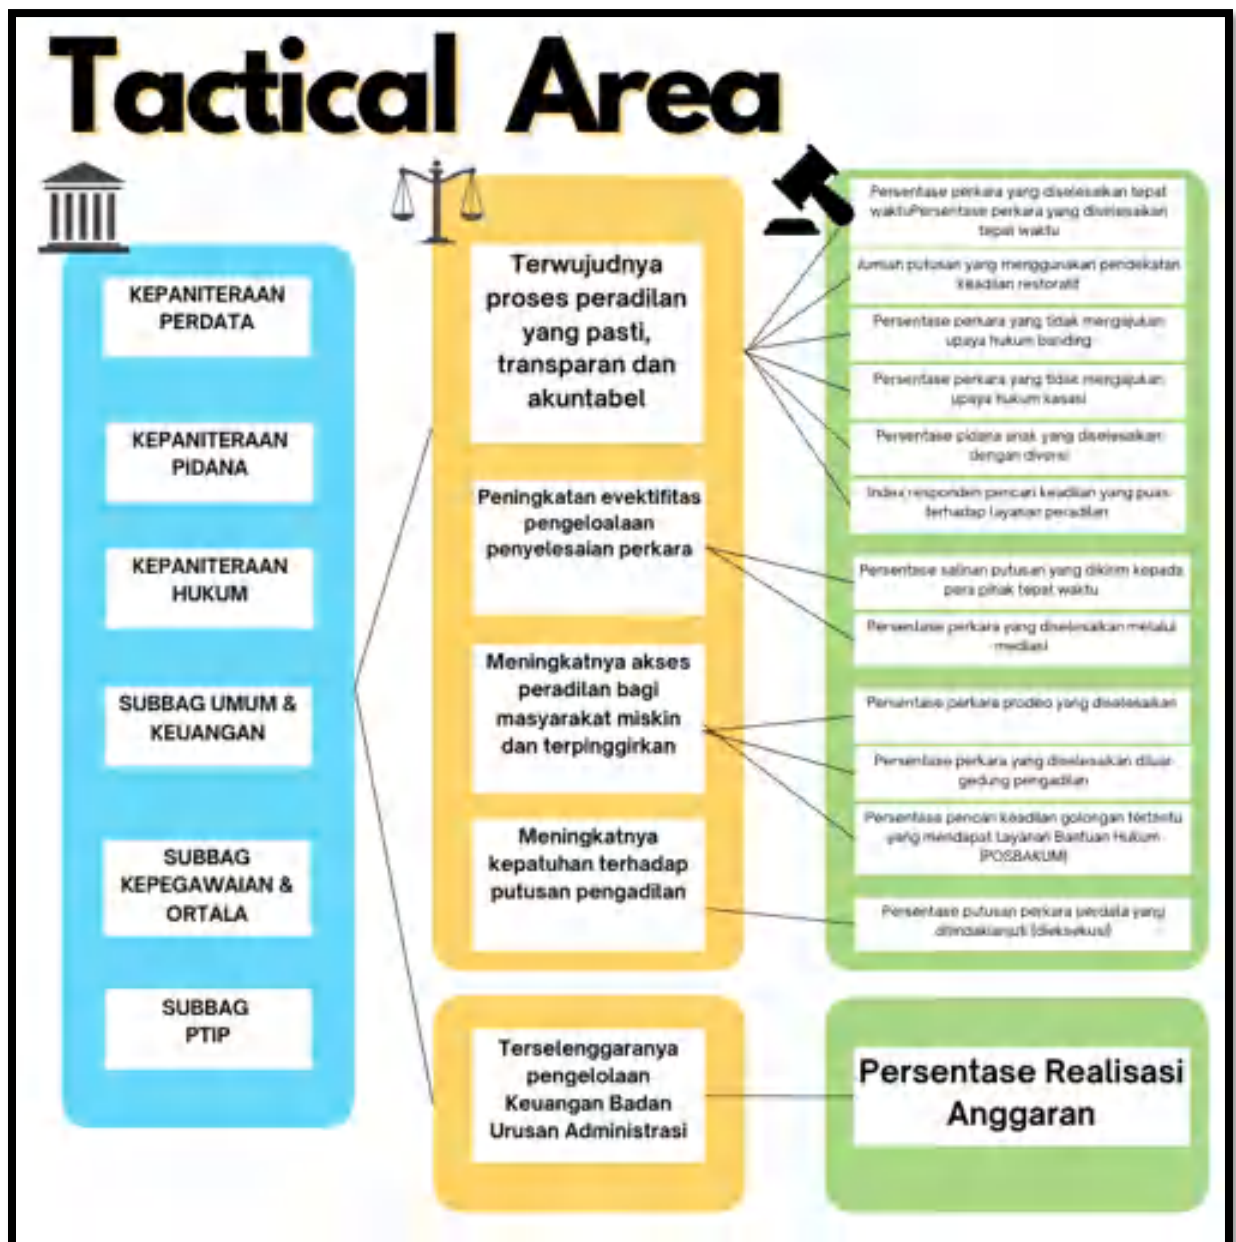 Tactical Area
KEPANITERAAN
PERDATA
KEPANITERAAN
PIDANA
KEPANITERAAN
HUKUM
SUBBAG UMUM &
KEUANGAN
SUBBAG
KEPEGAWAIAN &
ORTALA
SUBBAG
PTIP
Terwujudnya
proses peradilan
yang pasti,
transparan dan
akuntabel
Peningkatan evektifitas
pengeloalaan
penyelesaian perkara
Meningkatnya akses
peradilan bagi
masyarakat miskin
dan terpinggirkan
Meningkatnya
kepatuhan terhadap
putusan pengadilan
Terselenggaranya
pengelolaan
Keuangan Badan
Urusan Administrasi
Persentase perkara yang diselesaikan tepat
waktuPersentase perkara yang diselesaikan
tepat waktu
Jumlah putusan yang menggunakan pendekatan
keadilan restoratif
Persentase perkara yang tidak mengajukan
upaya hukum banding
Persentase perkara yang tidak mengajukan
upaya hukum kasasi
Persentase pidana anak yang diselesaikan
dengan diversi
Index responden pencari keadilan yang puas
terhadap layanan peradilan
Persentase salinan putusan yang dikirim kepada
para pihak tepat waktu
Persentase perkara yang diselesaikan melalui
mediasi
Persentase perkara prodeo yang diselesaikan
Persentase perkara yang diselesaikan diluar
gedung pengadilan
Persentase pencari keadilan golongan tertentu
yang mendapat Layanan Bantuan Hukum
(POSBAKUM)
Persentase putusan perkara perdata yang
ditindaklanjuti (dieksekusi)
Persentase Realisasi
Anggaran